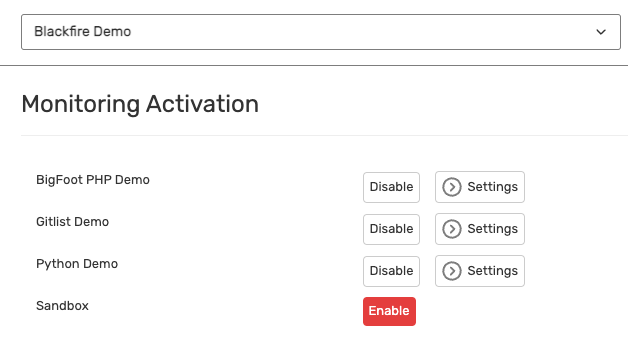 Blackfire Demo
Monitoring Activation
BigFoot PHP Demo Disable Settings
Gitlist Demo Disable Settings
Python Demo Disable Settings
Sandbox Enable